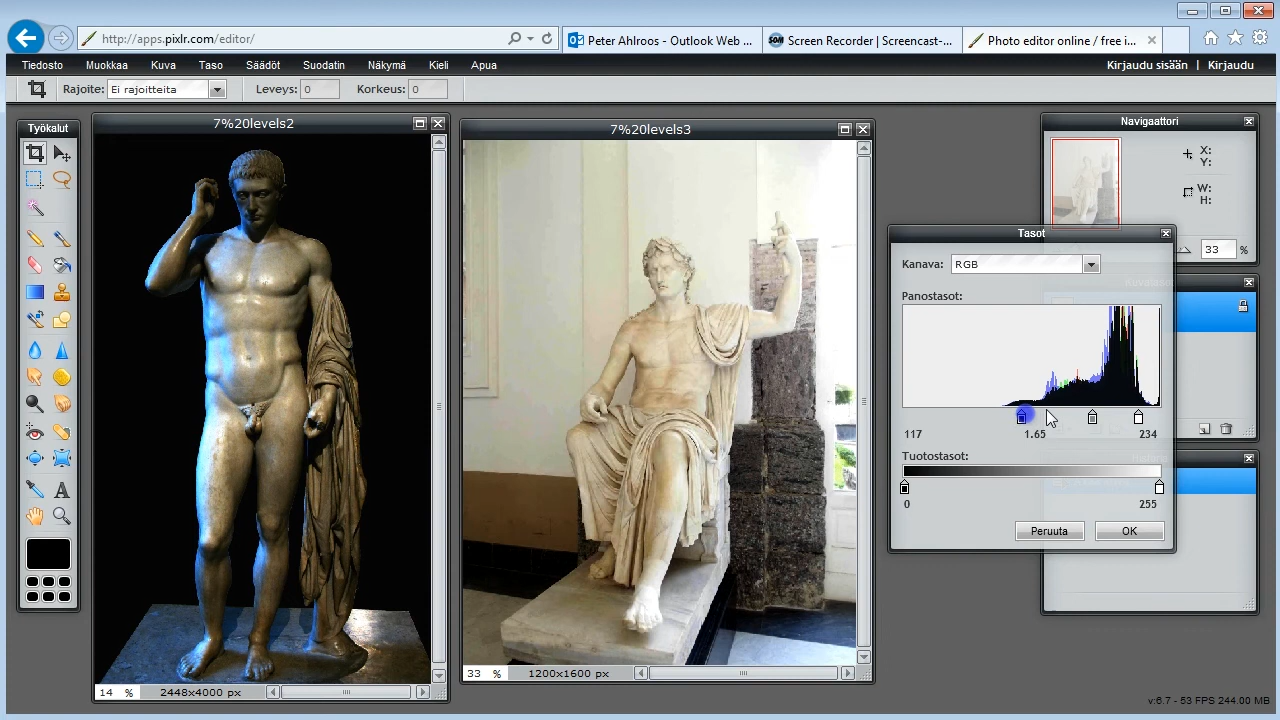 http://apps.pixlr.com/editor/
Peter Ahlroos - Outlook Web ...
Screen Recorder | Screencast-...
Photo editor online / free i...
Tiedosto Muokkaa Kuva Taso Säädöt Suodatin Näkymä Kieli Apua
Kirjaudu sisään | Kirjaudu
Rajoite: Ei rajoitteita Leveys: 0 Korkeus: 0
Työkalut
7%20levels2
14 % 2448x4000 px
7%20levels3
33 % 1200x1600 px
Navigaattori
X:
Y:
W:
H:
33 %
Tasot
Kanava: RGB
Panostasot:
117 1.65 234
Tuotostasot:
0 255
Peruuta OK
v:6.7 - 53 FPS 244.00 MB